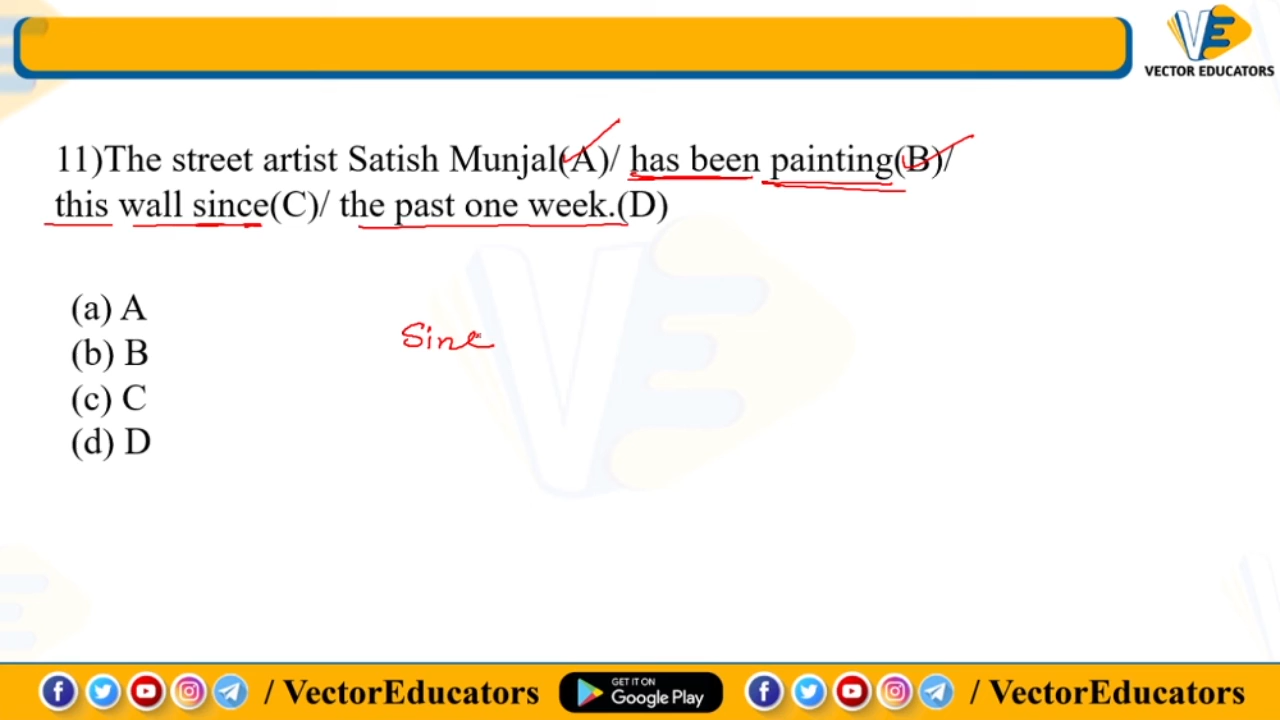 VECTOR EDUCATORS
11)The street artist Satish Munjal(A)/ has been painting(B)/
this wall since(C)/ the past one week.(D)
(a) A
(b) B
(c) C
(d) D
Sinc
/ VectorEducators
GET IT ON
Google Play
/ VectorEducators